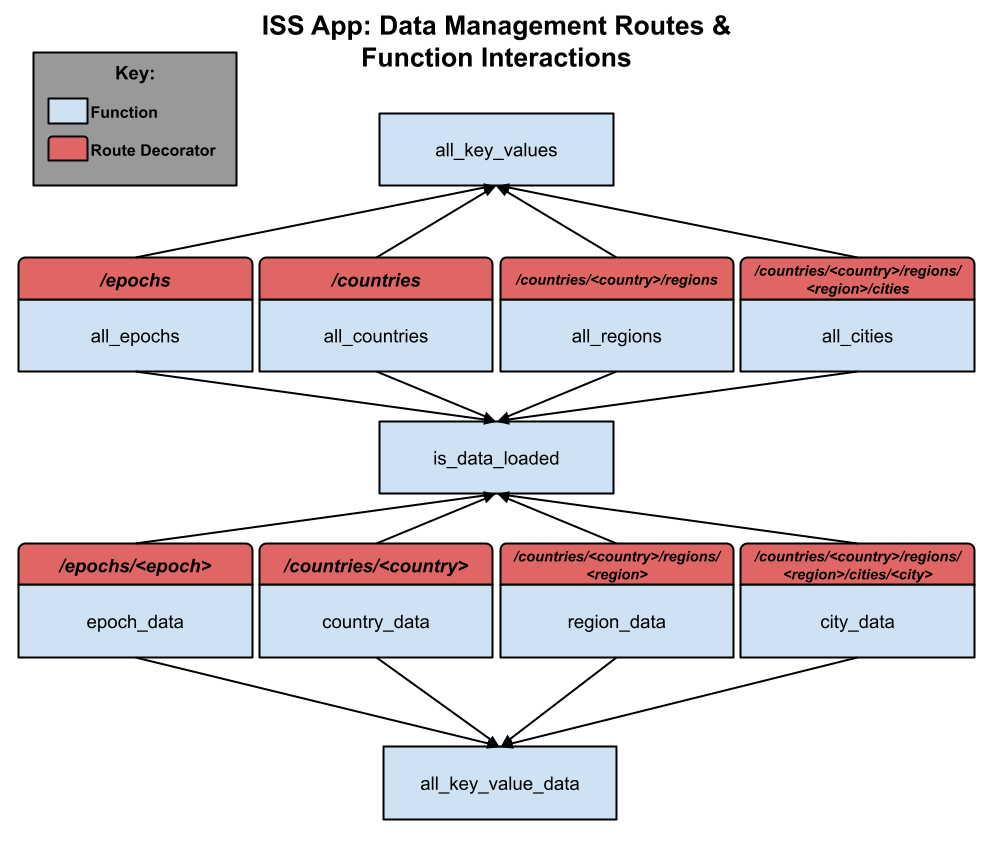 ISS App: Data Management Routes &
Function Interactions
Key:
Function
Route Decorator
all_key_values
/epochs
all_epochs
/countries
all_countries
/countries/<country>/regions
all_regions
/countries/<country>/regions/
<region>/cities
all_cities
is_data_loaded
/epochs/<epoch>
epoch_data
/countries/<country>
country_data
/countries/<country>/regions/
<region>
region_data
/countries/<country>/regions/
<region>/cities/<city>
city_data
all_key_value_data